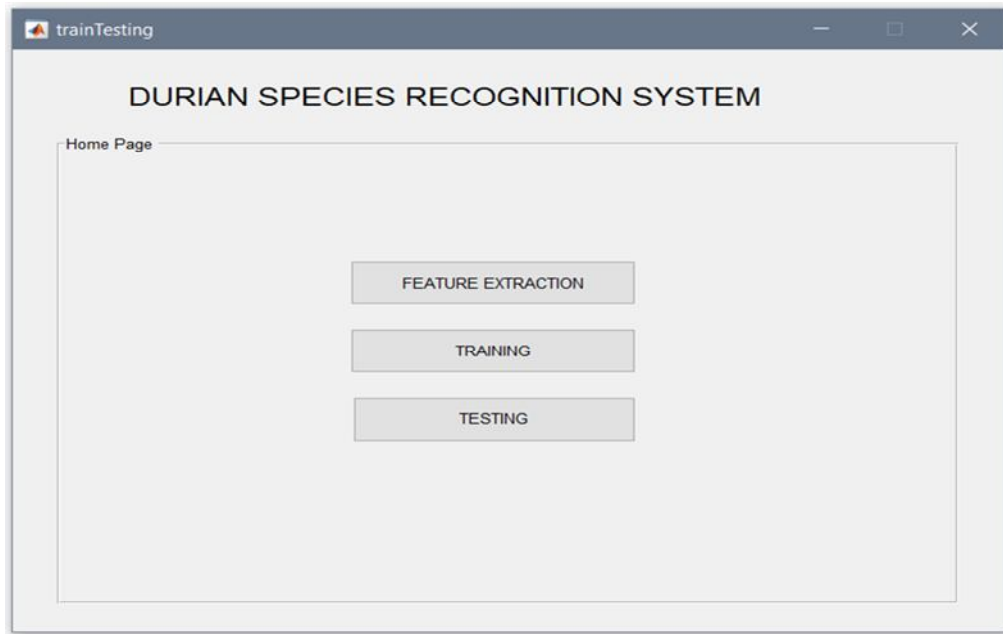 trainTesting
DURIAN SPECIES RECOGNITION SYSTEM
Home Page
FEATURE EXTRACTION
TRAINING
TESTING